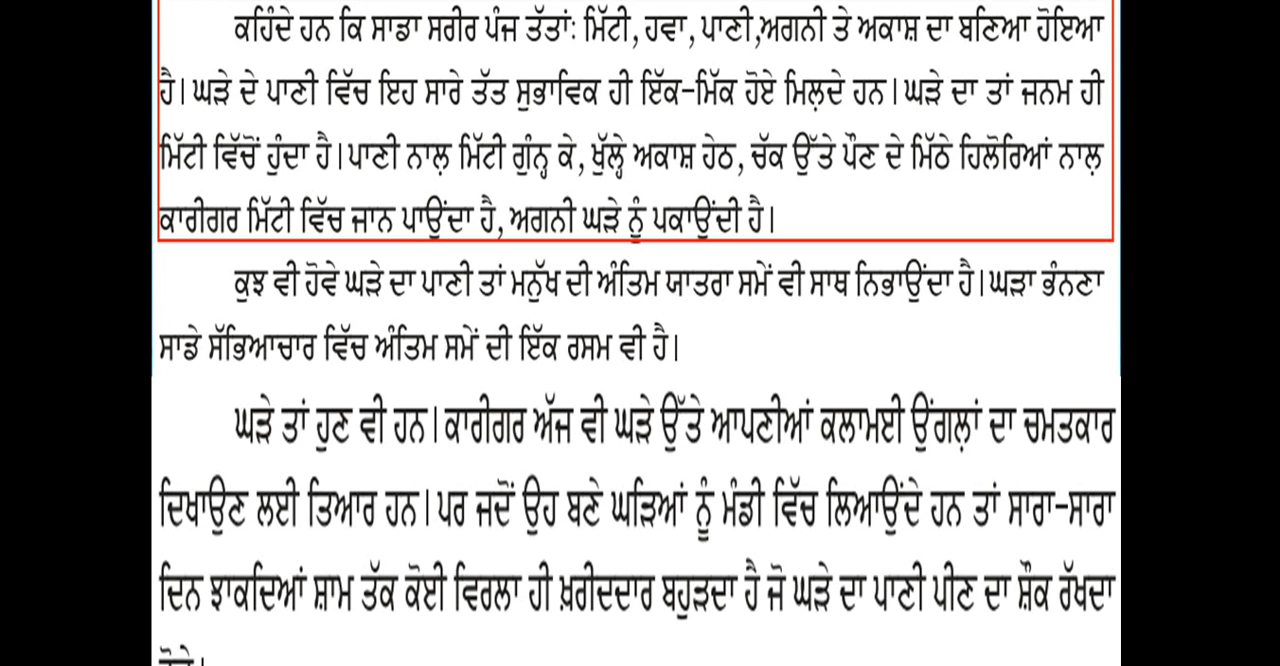 ਕਹਿੰਦੇ ਹਨ ਕਿ ਸਾਡਾ ਸਰੀਰ ਪੰਜ ਤੱਤਾਂ: ਮਿੱਟੀ, ਹਵਾ, ਪਾਣੀ,ਅਗਨੀ ਤੇ ਅਕਾਸ਼ ਦਾ ਬਣਿਆ ਹੋਇਆ
ਹੈ। ਘੜੇ ਦੇ ਪਾਣੀ ਵਿੱਚ ਇਹ ਸਾਰੇ ਤੱਤ ਸੁਭਾਵਿਕ ਹੀ ਇੱਕ-ਮਿੱਕ ਹੋਏ ਮਿਲ਼ਦੇ ਹਨ। ਘੜੇ ਦਾ ਤਾਂ ਜਨਮ ਹੀ
ਮਿੱਟੀ ਵਿੱਚੋਂ ਹੁੰਦਾ ਹੈ। ਪਾਣੀ ਨਾਲ਼ ਮਿੱਟੀ ਗੁੰਨ੍ਹ ਕੇ, ਖੁੱਲ੍ਹੇ ਅਕਾਸ਼ ਹੇਠ, ਚੱਕ ਉੱਤੇ ਪੌਣ ਦੇ ਮਿੱਠੇ ਹਿਲੋਰਿਆਂ ਨਾਲ਼
ਕਾਰੀਗਰ ਮਿੱਟੀ ਵਿੱਚ ਜਾਨ ਪਾਉਂਦਾ ਹੈ, ਅਗਨੀ ਘੜੇ ਨੂੰ ਪਕਾਉਂਦੀ ਹੈ।
ਕੁਝ ਵੀ ਹੋਵੇ ਘੜੇ ਦਾ ਪਾਣੀ ਤਾਂ ਮਨੁੱਖ ਦੀ ਅੰਤਿਮ ਯਾਤਰਾ ਸਮੇਂ ਵੀ ਸਾਥ ਨਿਭਾਉਂਦਾ ਹੈ। ਘੜਾ ਭੰਨਣਾ
ਸਾਡੇ ਸੱਭਿਆਚਾਰ ਵਿੱਚ ਅੰਤਿਮ ਸਮੇਂ ਦੀ ਇੱਕ ਰਸਮ ਵੀ ਹੈ।
ਘੜੇ ਤਾਂ ਹੁਣ ਵੀ ਹਨ। ਕਾਰੀਗਰ ਅੱਜ ਵੀ ਘੜੇ ਉੱਤੇ ਆਪਣੀਆਂ ਕਲਾਮਈ ਉਂਗਲ਼ਾਂ ਦਾ ਚਮਤਕਾਰ
ਦਿਖਾਉਣ ਲਈ ਤਿਆਰ ਹਨ। ਪਰ ਜਦੋਂ ਉਹ ਬਣੇ ਘੜਿਆਂ ਨੂੰ ਮੰਡੀ ਵਿੱਚ ਲਿਆਉਂਦੇ ਹਨ ਤਾਂ ਸਾਰਾ-ਸਾਰਾ
ਦਿਨ ਝਾਕਦਿਆਂ ਸ਼ਾਮ ਤੱਕ ਕੋਈ ਵਿਰਲਾ ਹੀ ਖ਼ਰੀਦਦਾਰ ਬਹੁੜਦਾ ਹੈ ਜੋ ਘੜੇ ਦਾ ਪਾਣੀ ਪੀਣ ਦਾ ਸ਼ੌਕ ਰੱਖਦਾ